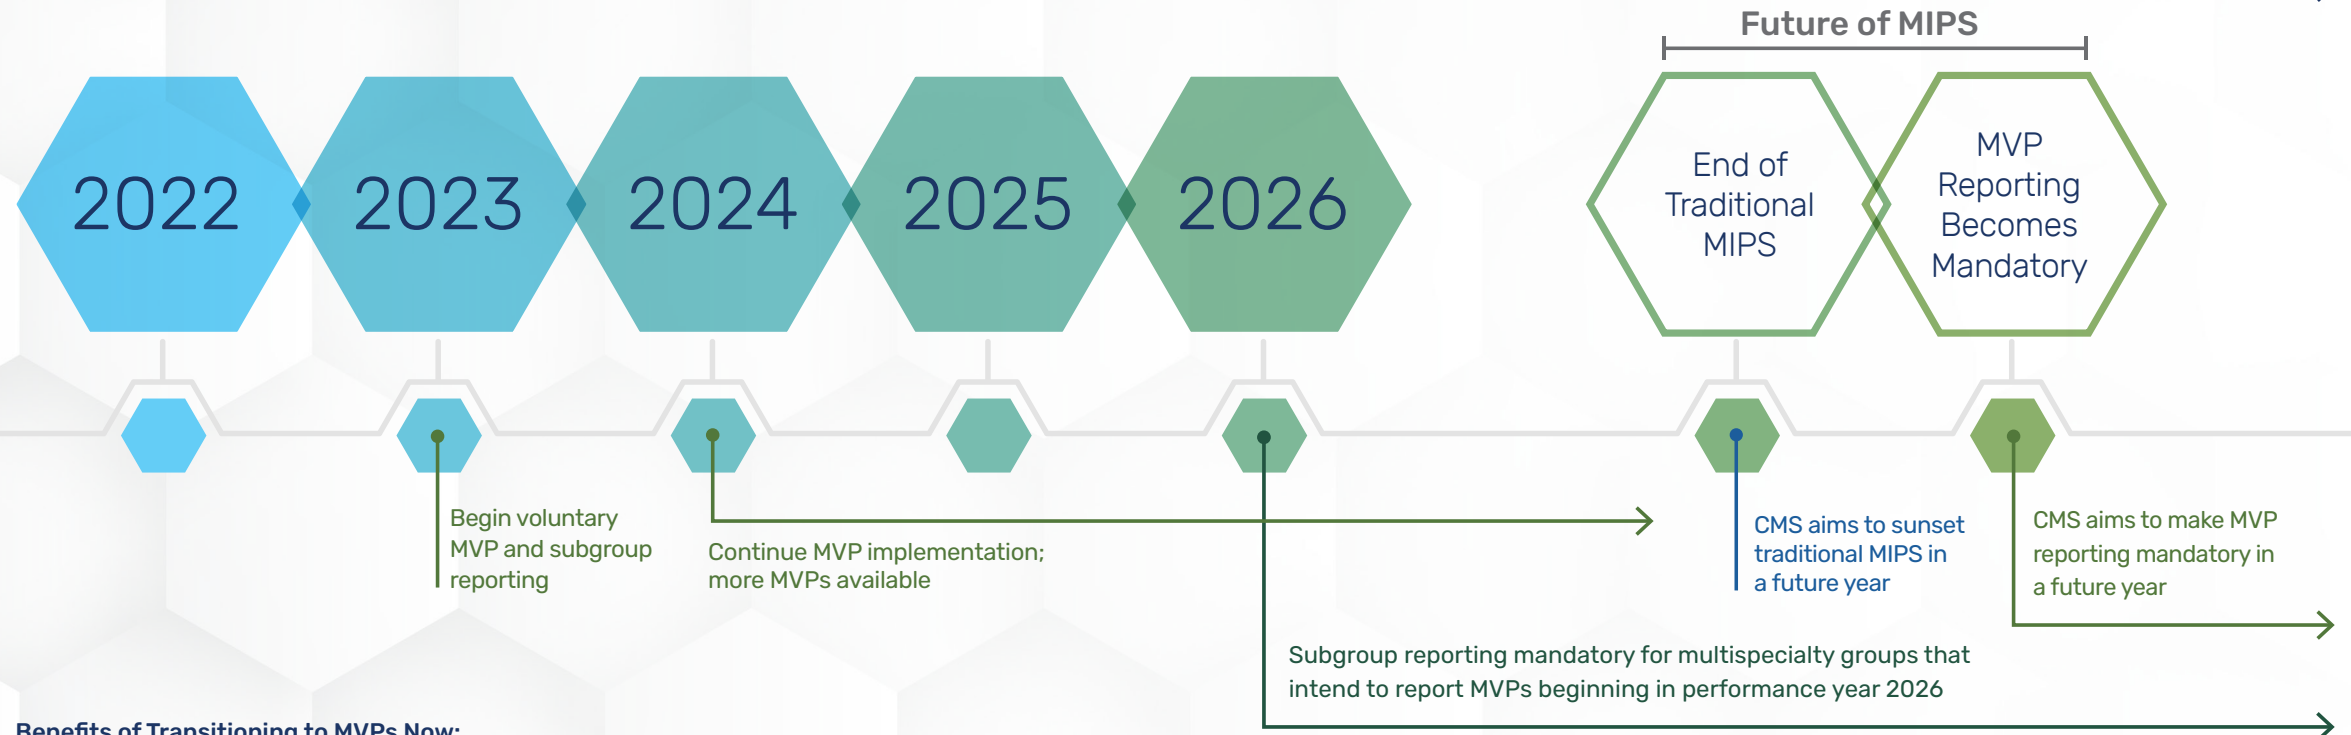 Future of MIPS
2022
2023
2024
2025
2026
End of
Traditional
MIPS
MVP
Reporting
Becomes
Mandatory
Begin voluntary
MVP and subgroup
reporting
Continue MVP implementation;
more MVPs available
CMS aims to sunset
traditional MIPS in
a future year
CMS aims to make MVP
reporting mandatory in
a future year
Subgroup reporting mandatory for multispecialty groups that
intend to report MVPs beginning in performance year 2026
Benefits of Transitioning to MVPs Now: